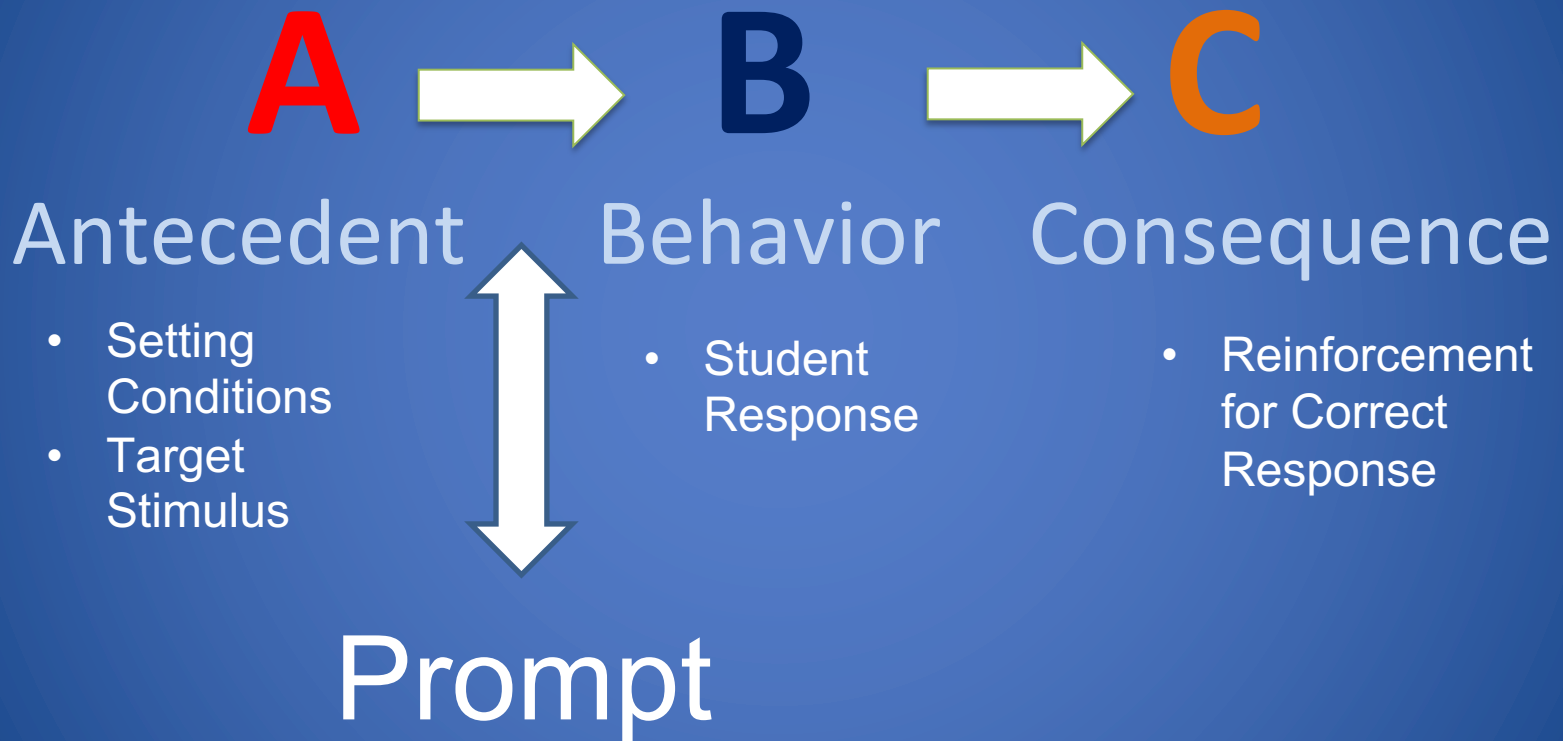 A B C
Antecedent Behavior Consequence
• Setting
Conditions
• Target
Stimulus
• Student
Response
• Reinforcement
for Correct
Response
Prompt